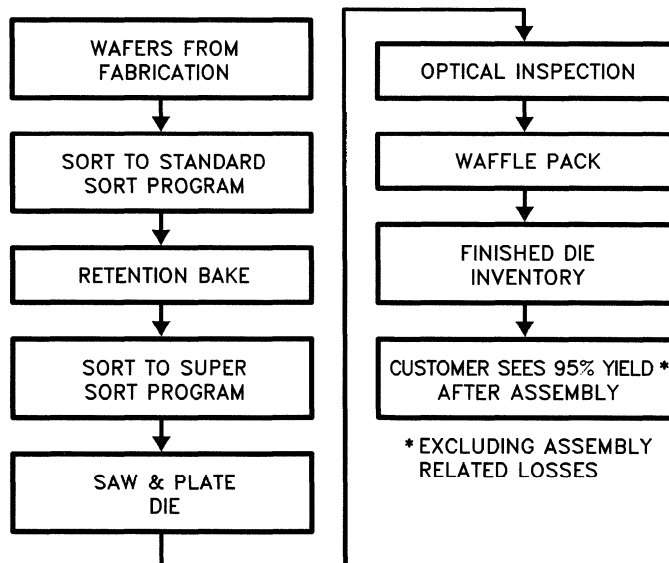 WAFERS FROM
FABRICATION
SORT TO STANDARD
SORT PROGRAM
RETENTION BAKE
SORT TO SUPER
SORT PROGRAM
SAW & PLATE
DIE
OPTICAL INSPECTION
WAFFLE PACK
FINISHED DIE
INVENTORY
CUSTOMER SEES 95% YIELD *
AFTER ASSEMBLY
* EXCLUDING ASSEMBLY
RELATED LOSSES